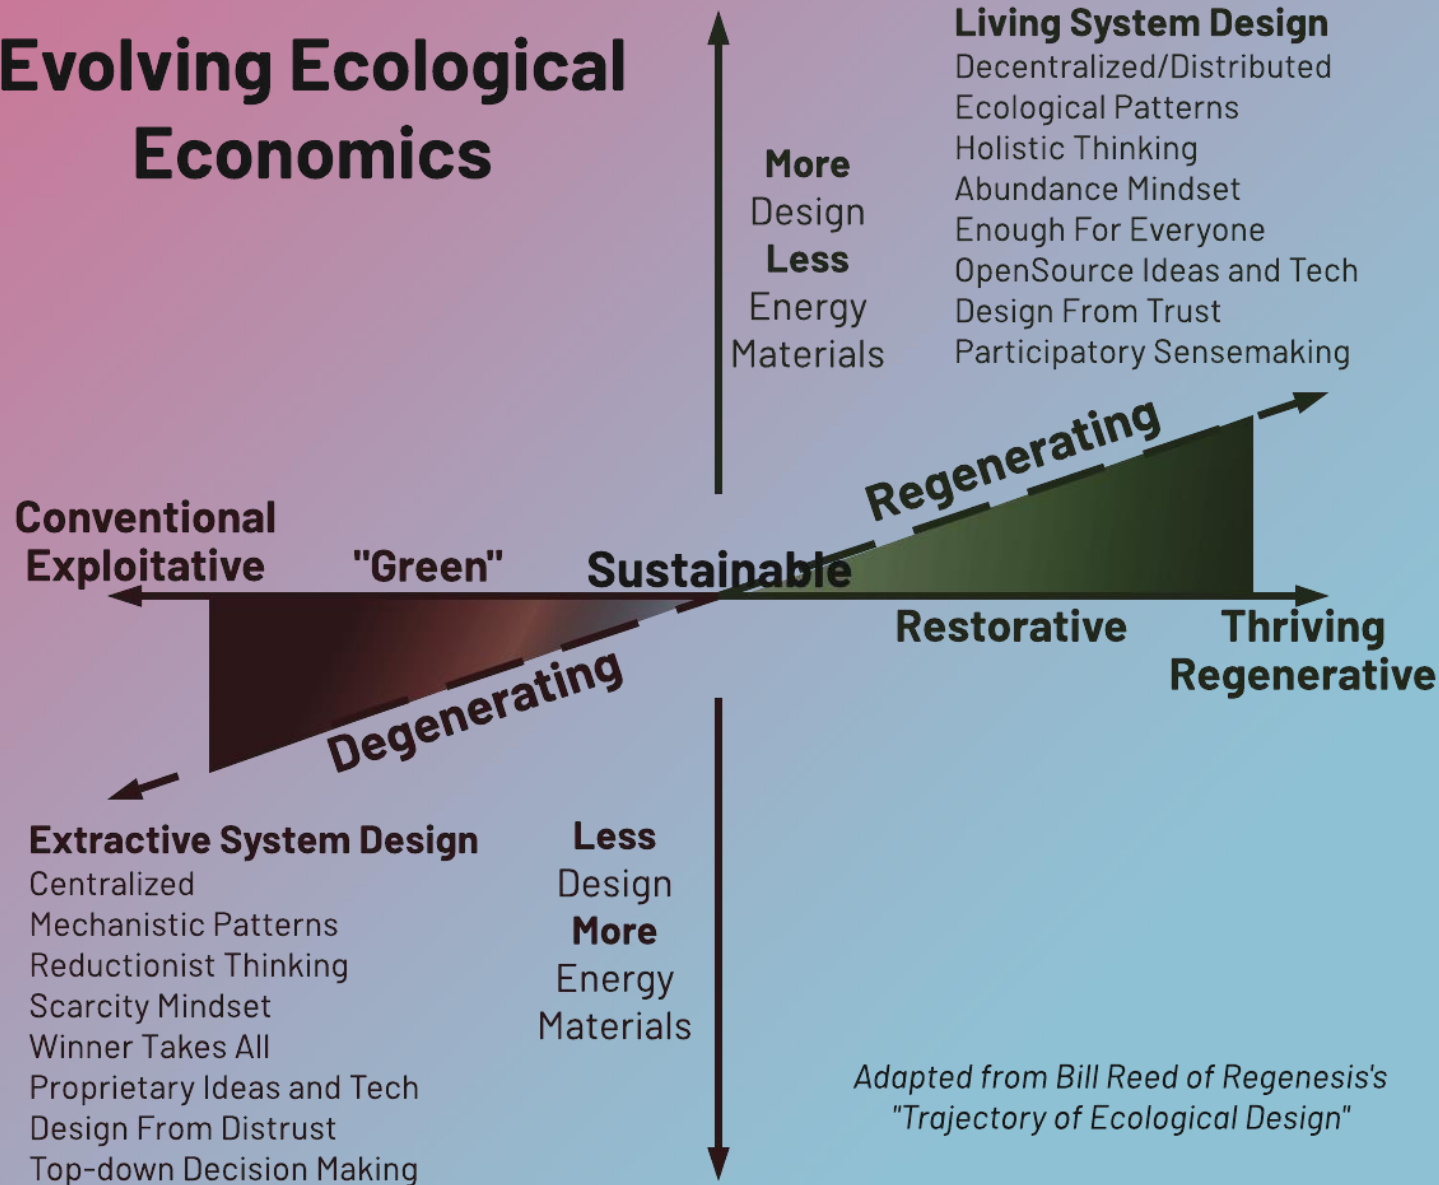 Evolving Ecological
Economics
Living System Design
Decentralized/Distributed
Ecological Patterns
Holistic Thinking
Abundance Mindset
Enough For Everyone
OpenSource Ideas and Tech
Design From Trust
Participatory Sensemaking
More
Design
Less
Energy
Materials
Regenerating
Conventional
Exploitative
"Green"
Sustainable
Restorative
Thriving
Regenerative
Degenerating
Extractive System Design
Centralized
Mechanistic Patterns
Reductionist Thinking
Scarcity Mindset
Winner Takes All
Proprietary Ideas and Tech
Design From Distrust
Top-down Decision Making
Less
Design
More
Energy
Materials
Adapted from Bill Reed of Regenesis's
"Trajectory of Ecological Design"